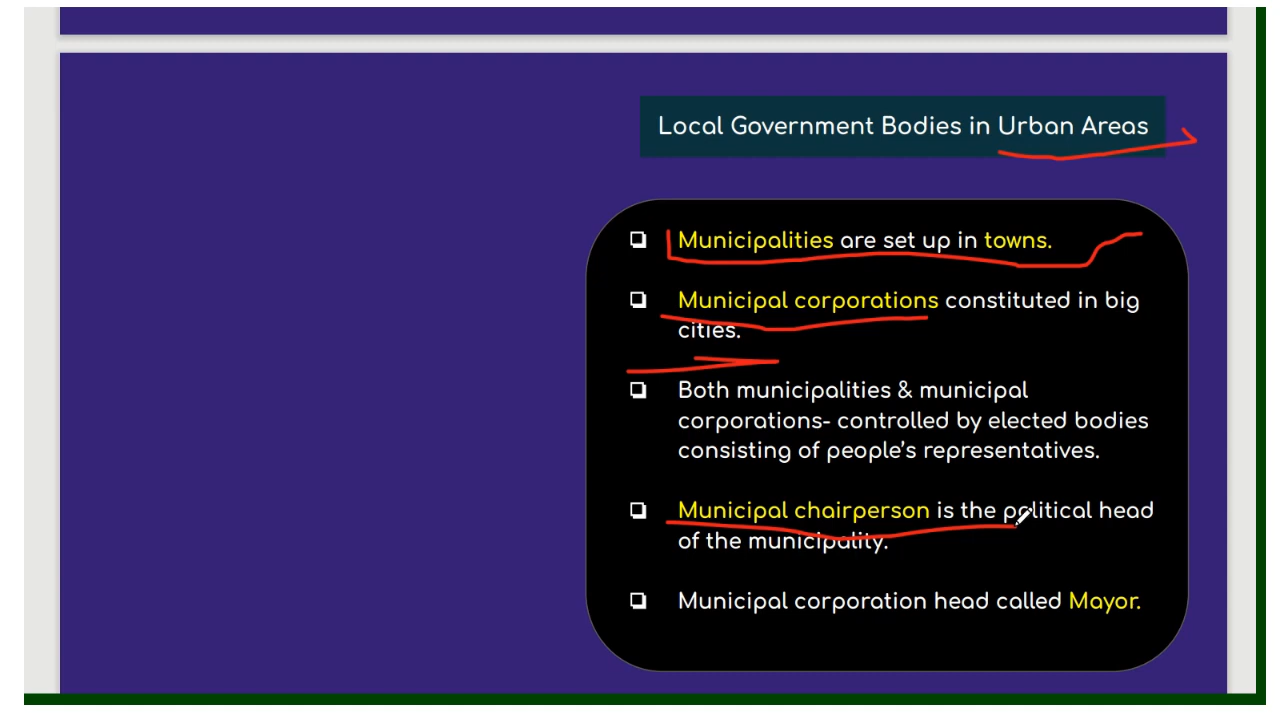 Local Government Bodies in Urban Areas
Municipalities are set up in towns.
Municipal corporations constituted in big
cities.
Both municipalities & municipal
corporations- controlled by elected bodies
consisting of people's representatives.
Municipal chairperson is the political head
of the municipality.
Municipal corporation head called Mayor.